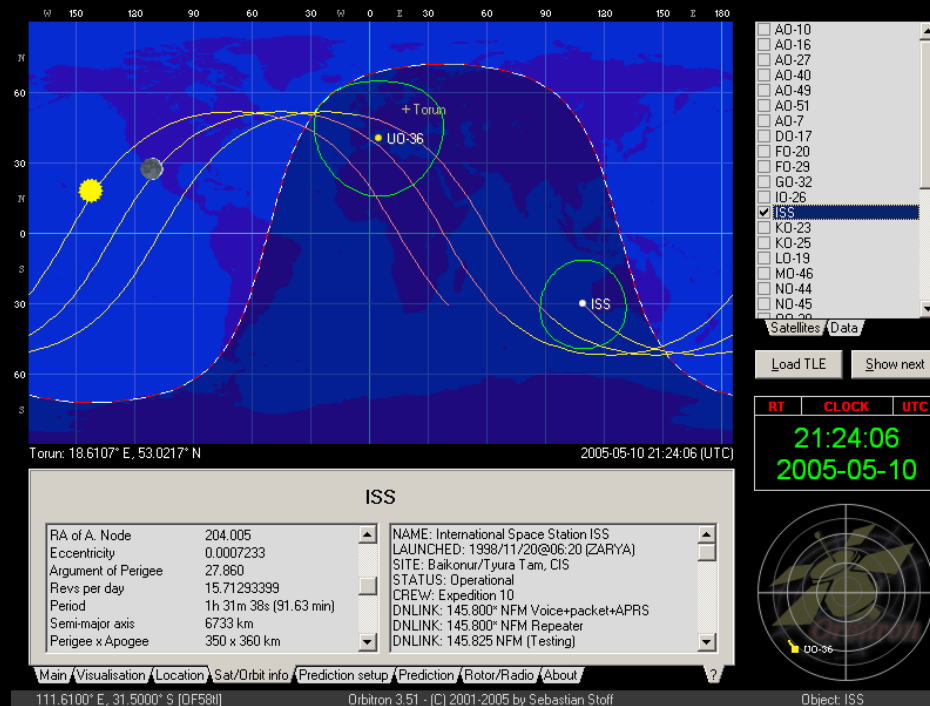 W 150 120 90 60 30 W 0 E 30 60 90 120 150 E 180
N
60
30
N
0
S
30
60
S
+Torun
UO-36
ISS
Torun: 18.6107° E, 53.0217° N
2005-05-10 21:24:06 (UTC)
AO-10
AO-16
AO-27
AO-40
AO-49
AO-51
AO-7
DO-17
FO-20
FO-29
GO-32
IO-26
ISS
KO-23
KO-25
LO-19
MO-46
NO-44
NO-45
Satellites Data
Load TLE Show next
RT CLOCK UTC
21:24:06
2005-05-10
UO-36
ISS
RA of A. Node 204.005
Eccentricity 0.0007233
Argument of Perigee 27.860
Revs per day 15.71293399
Period 1h 31m 38s (91.63 min)
Semi-major axis 6733 km
Perigee x Apogee 350 x 360 km
NAME: International Space Station ISS
LAUNCHED: 1998/11/20@06:20 (ZARYA)
SITE: Baikonur/Tyura Tam, CIS
STATUS: Operational
CREW: Expedition 10
DNLINK: 145.800* NFM Voice+packet+APRS
DNLINK: 145.800* NFM Repeater
DNLINK: 145.825 NFM (Testing)
Main Visualisation Location Sat/Orbit info Prediction setup Prediction Rotor/Radio About ?
111.6100° E, 31.5000° S [OF58tl] Orbitron 3.51 - (C) 2001-2005 by Sebastian Stoff Object: ISS